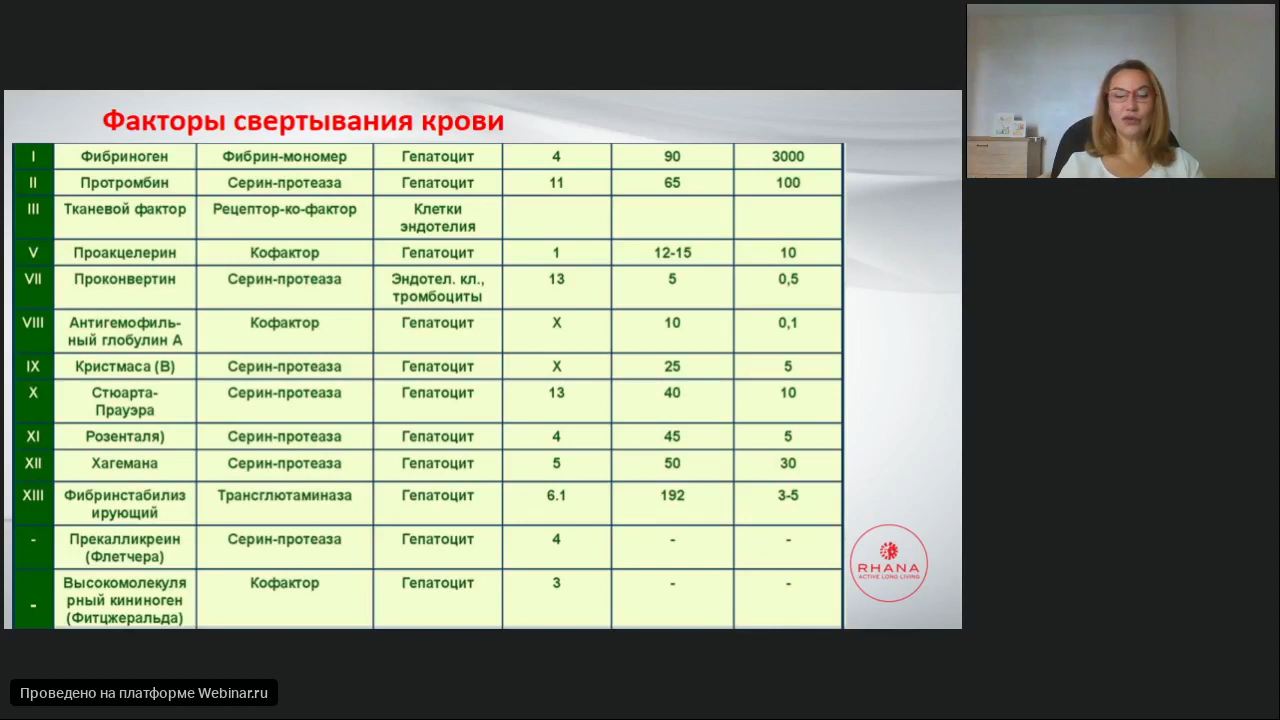 Факторы свертывания крови
I Фибриноген Фибрин-мономер Гепатоцит 4 90 3000
II Протромбин Серин-протеаза Гепатоцит 11 65 100
III Тканевой фактор Рецептор-ко-фактор Клетки
эндотелия
V Проакцелерин Кофактор Гепатоцит 1 12-15 10
VII Проконвертин Серин-протеаза Эндотел. кл., 13 5 0,5
тромбоциты
VIII Антигемофиль- Кофактор Гепатоцит X 10 0,1
ный глобулин А
IX Кристмаса (В) Серин-протеаза Гепатоцит X 25 5
X Стюарта- Серин-протеаза Гепатоцит 13 40 10
Прауэра
XI Розенталя) Серин-протеаза Гепатоцит 4 45 5
XII Хагемана Серин-протеаза Гепатоцит 5 50 30
XIII Фибринстабилиз Трансглютаминаза Гепатоцит 6.1 192 3-5
ирующий
- Прекалликреин Серин-протеаза Гепатоцит 4 - -
(Флетчера)
- Высокомолекуля Кофактор Гепатоцит 3 - -
рный кининоген
(Фитцжеральда)
RHANA
ACTIVE LONG LIVING
Проведено на платформе Webinar.ru